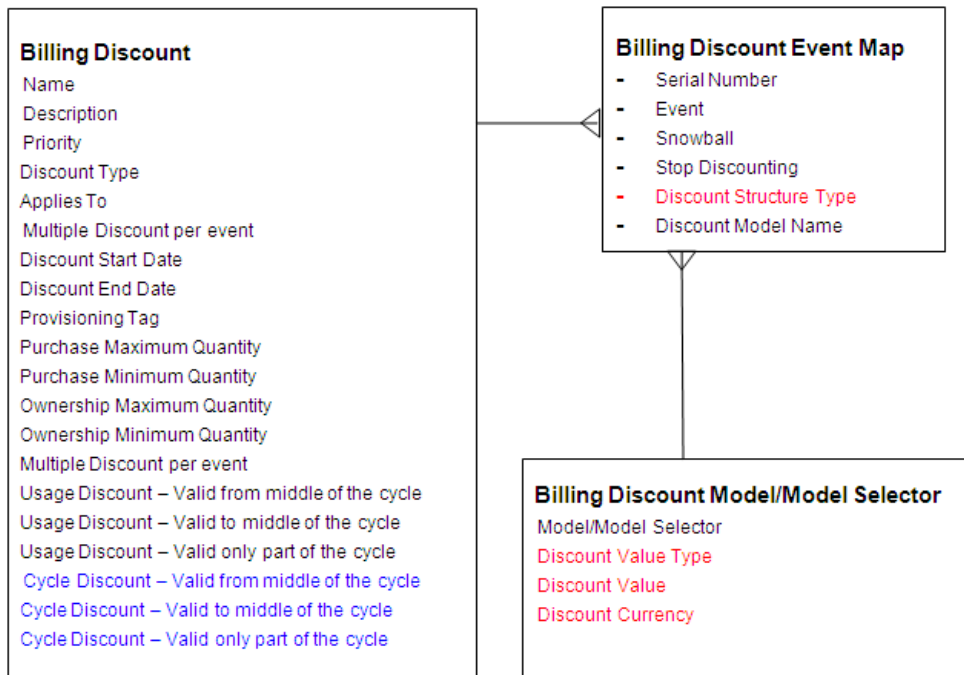 Billing Discount
Name
Description
Priority
Discount Type
Applies To
Multiple Discount per event
Discount Start Date
Discount End Date
Provisioning Tag
Purchase Maximum Quantity
Purchase Minimum Quantity
Ownership Maximum Quantity
Ownership Minimum Quantity
Multiple Discount per event
Usage Discount – Valid from middle of the cycle
Usage Discount – Valid to middle of the cycle
Usage Discount – Valid only part of the cycle
Cycle Discount – Valid from middle of the cycle
Cycle Discount – Valid to middle of the cycle
Cycle Discount – Valid only part of the cycle
Billing Discount Event Map
- Serial Number
- Event
- Snowball
- Stop Discounting
- Discount Structure Type
- Discount Model Name
Billing Discount Model/Model Selector
Model/Model Selector
Discount Value Type
Discount Value
Discount Currency